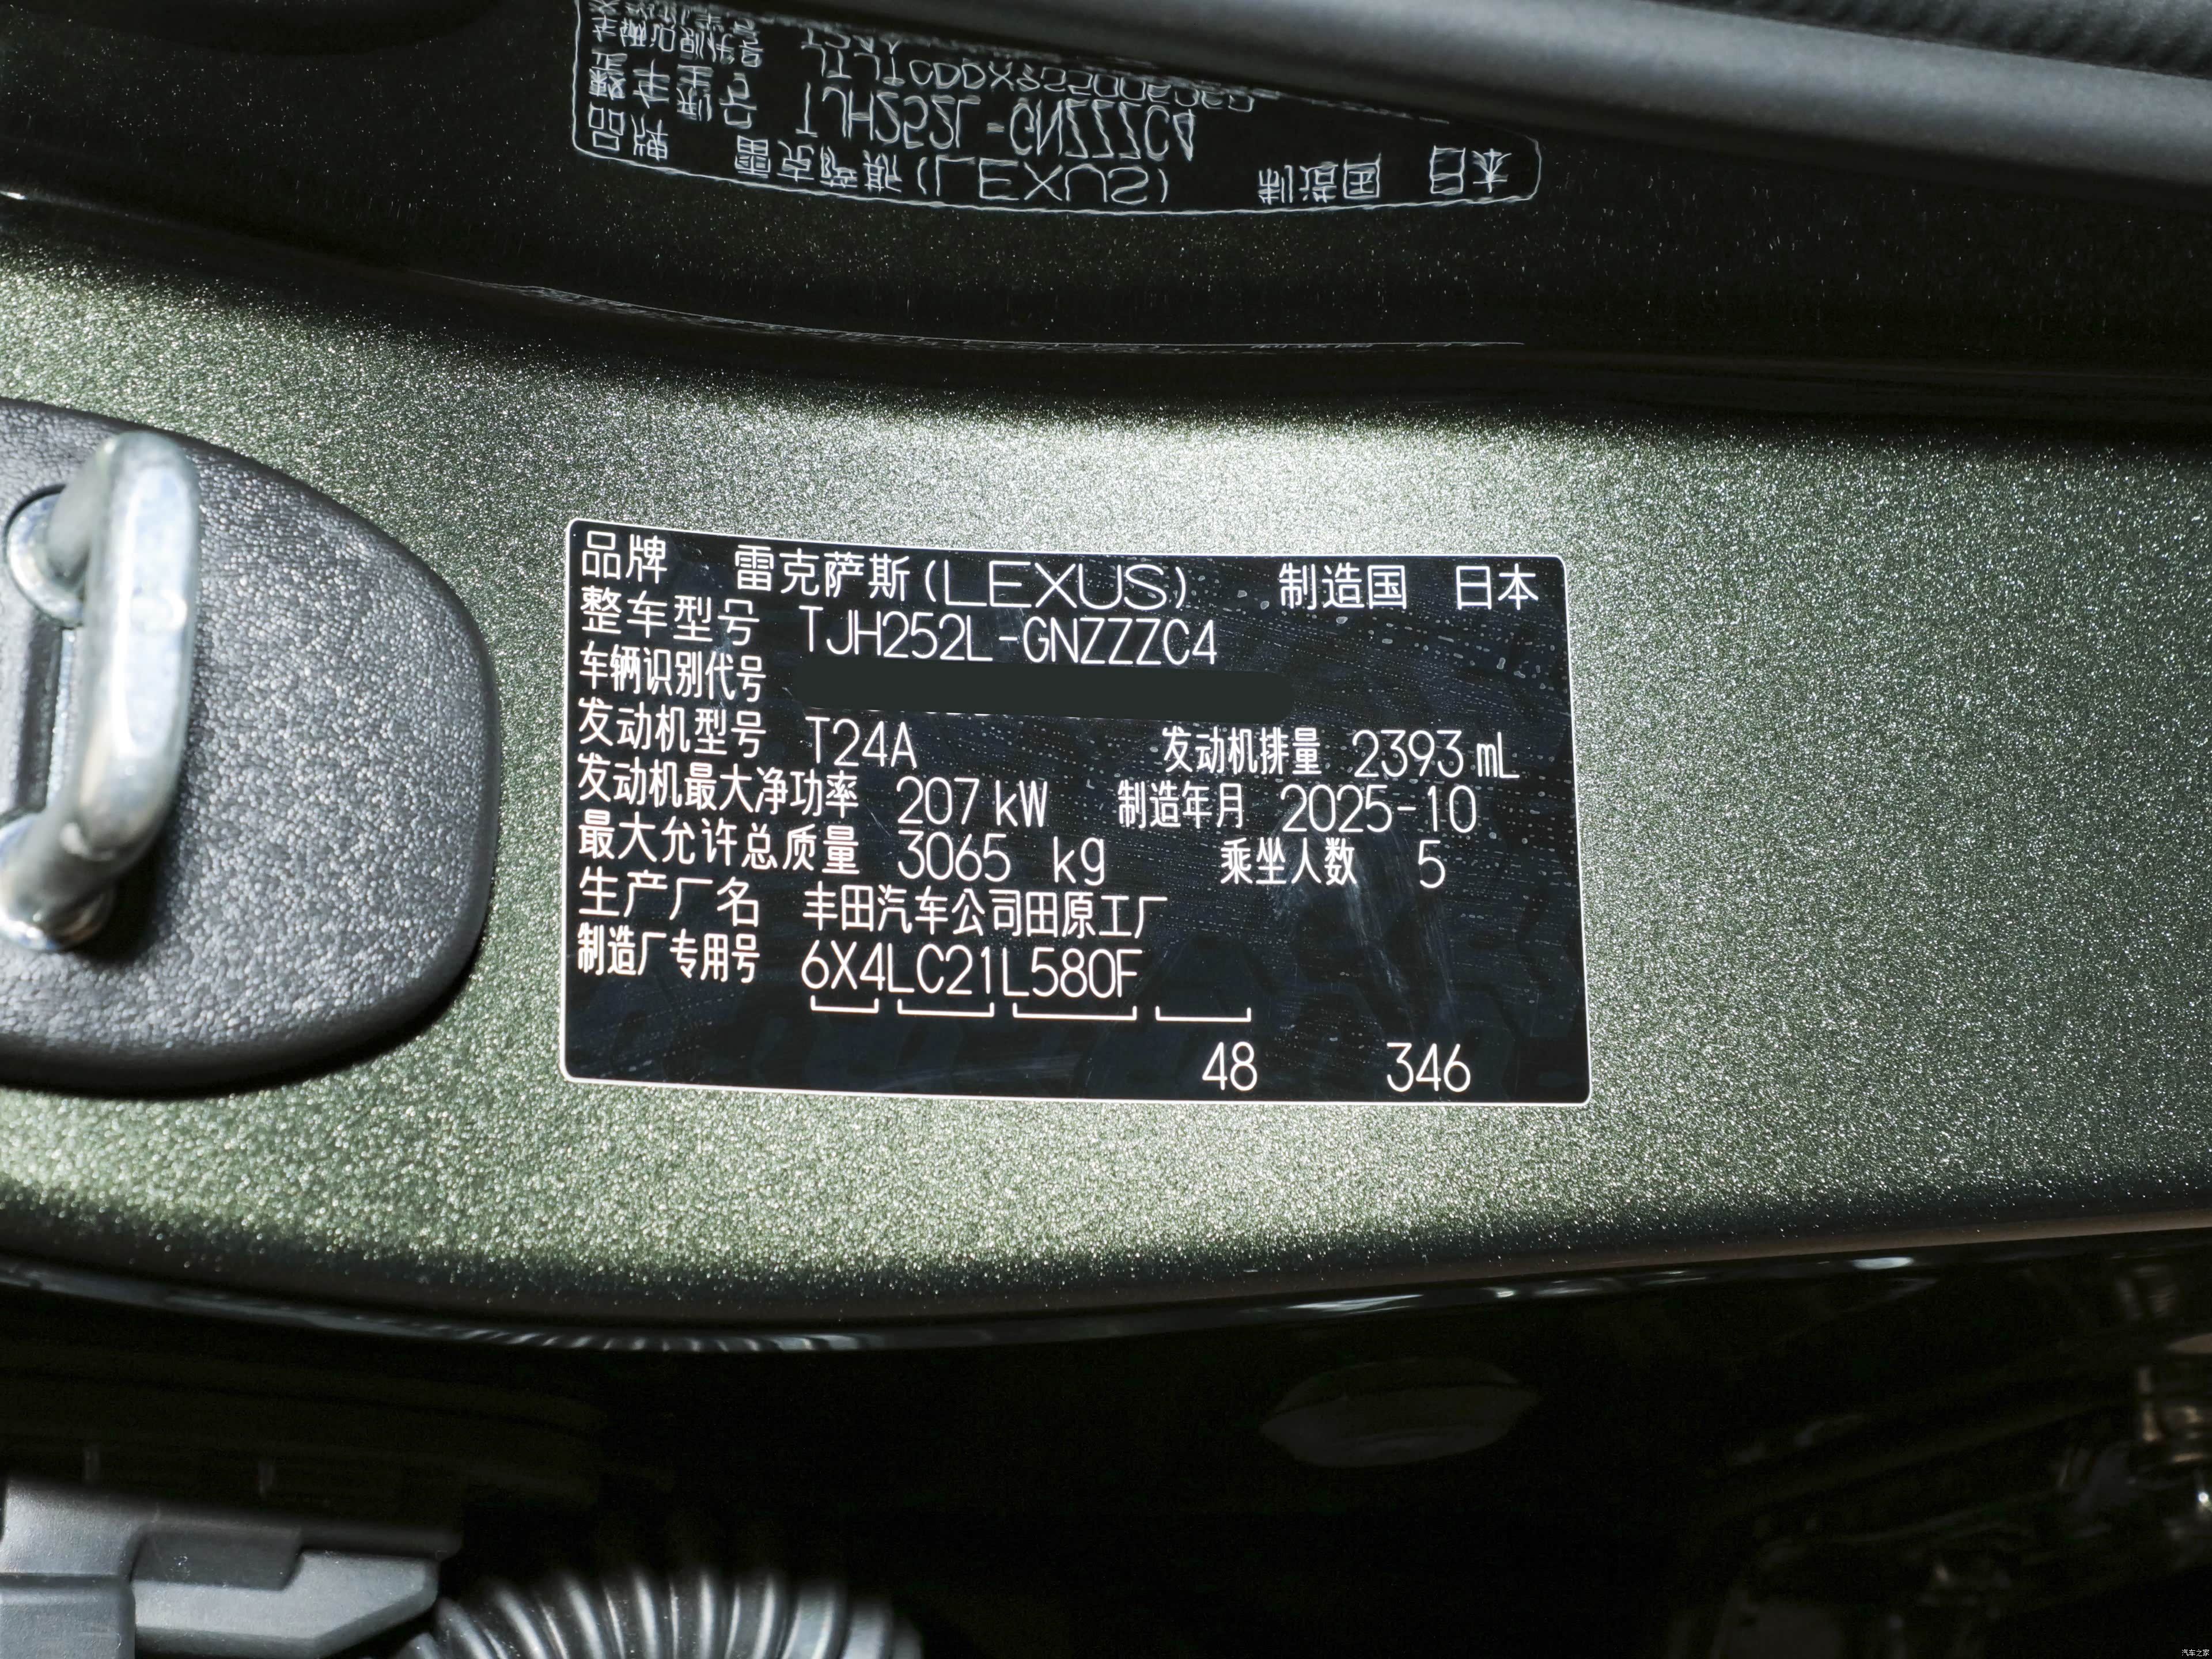 品牌 雷克萨斯(LEXUS) 制造国 日本
整车型号 TJH252L-GNZZZC4
车辆识别代号
发动机型号 T24A 发动机排量 2393 mL
发动机最大净功率 207 kW 制造年月 2025-10
最大允许总质量 3065 kg 乘坐人数 5
生产厂名 丰田汽车公司田原工厂
制造厂专用号 6X4LC21L580F
48 346
汽车之家